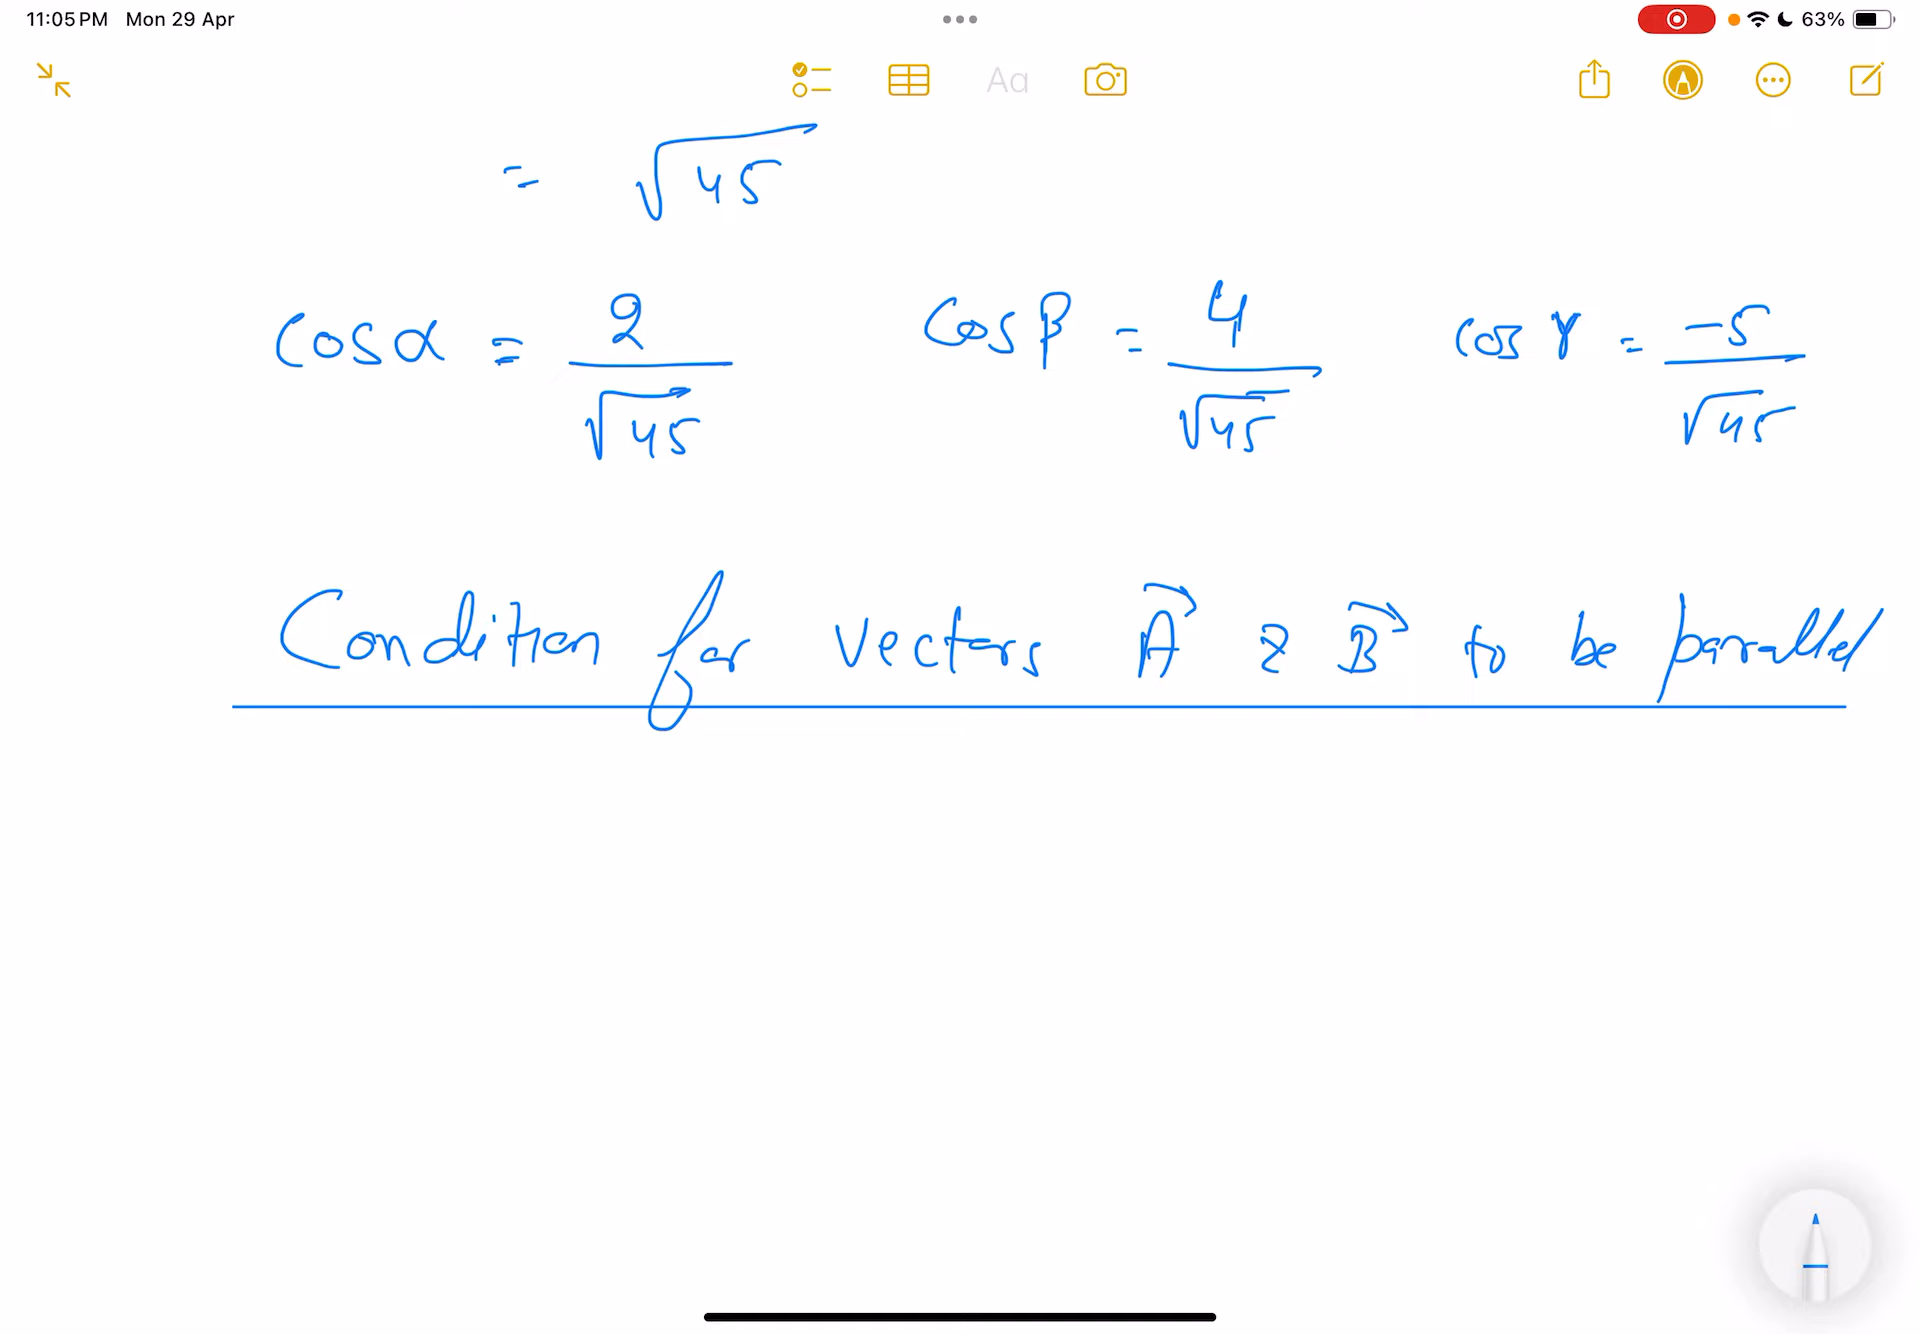 11:05 PM Mon 29 Apr 63%
Aa
= √45
cosα = 2/√45 cosβ = 4/√45 cosγ = -5/√45
Condition for vectors A⃗ & B⃗ to be parallel